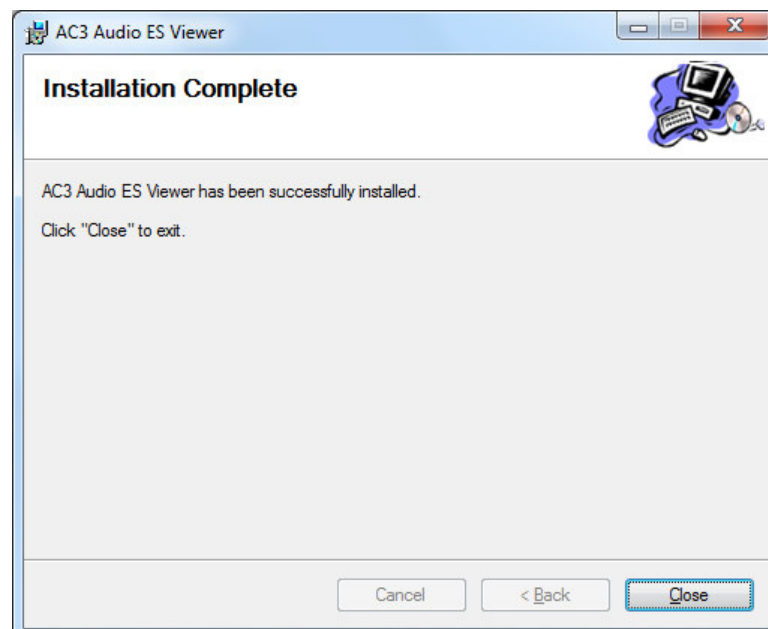 AC3 Audio ES Viewer
Installation Complete
AC3 Audio ES Viewer has been successfully installed.
Click "Close" to exit.
Cancel
< Back
Close